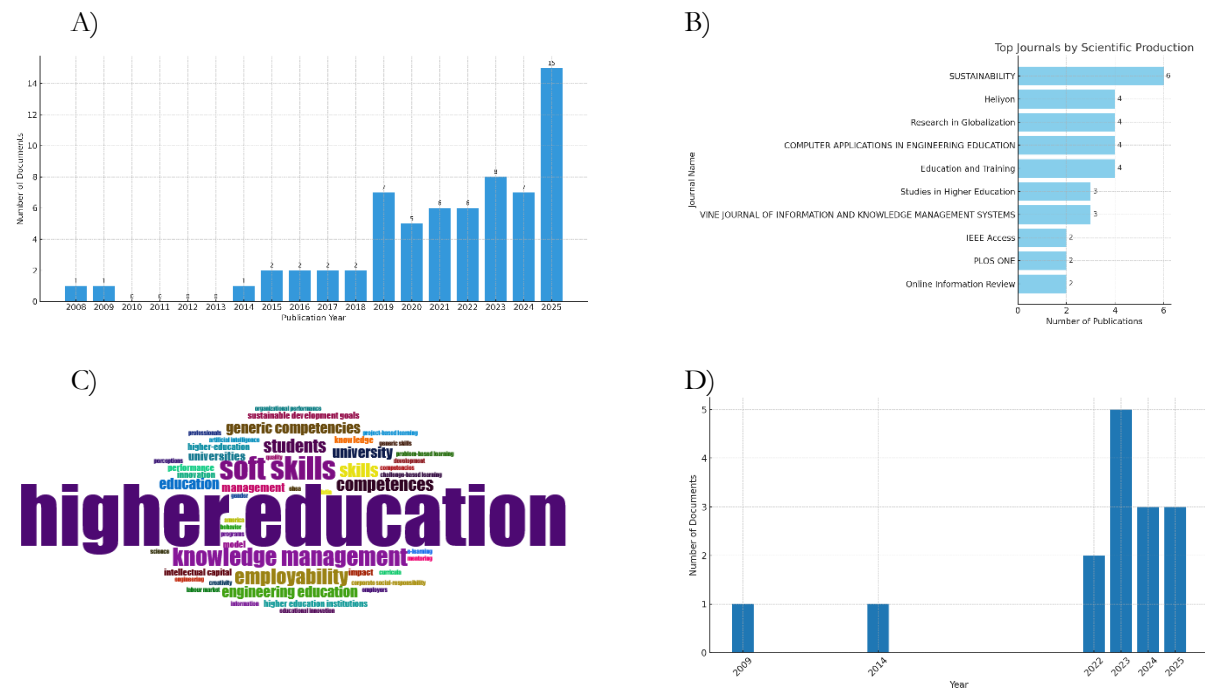 A)
Number of Documents
14
12
10
8
6
4
2
0
1
1
0
0
0
0
1
2
2
2
2
7
5
6
6
8
7
15
2008 2009 2010 2011 2012 2013 2014 2015 2016 2017 2018 2019 2020 2021 2022 2023 2024 2025
Publication Year
B)
Top Journals by Scientific Production
Journal Name
SUSTAINABILITY 6
Heliyon 4
Research in Globalization 4
COMPUTER APPLICATIONS IN ENGINEERING EDUCATION 4
Education and Training 4
Studies in Higher Education 3
VINE JOURNAL OF INFORMATION AND KNOWLEDGE MANAGEMENT SYSTEMS 3
IEEE Access 2
PLOS ONE 2
Online Information Review 2
0 2 4 6
Number of Publications
C)
organizational performance
sustainable development goals
generic competencies
professionals
project-based learning
artificial intelligence
knowledge
generic skills
higher-education
students
university
problem-based learning
universities
quality
development
perceptions
performance
soft skills
skills
competencies
innovation
challenge-based learning
education
management
competences
gender
higher education
america
behavior
programs
model
science
knowledge management
e-learning
mentoring
intellectual capital
impact
curricula
engineering
creativity
employability
corporate social-responsibility
labour market
engineering education
employers
information
higher education institutions
educational innovation
D)
Number of Documents
5
4
3
2
1
0
2009
2014
2022
2023
2024
2025
Year